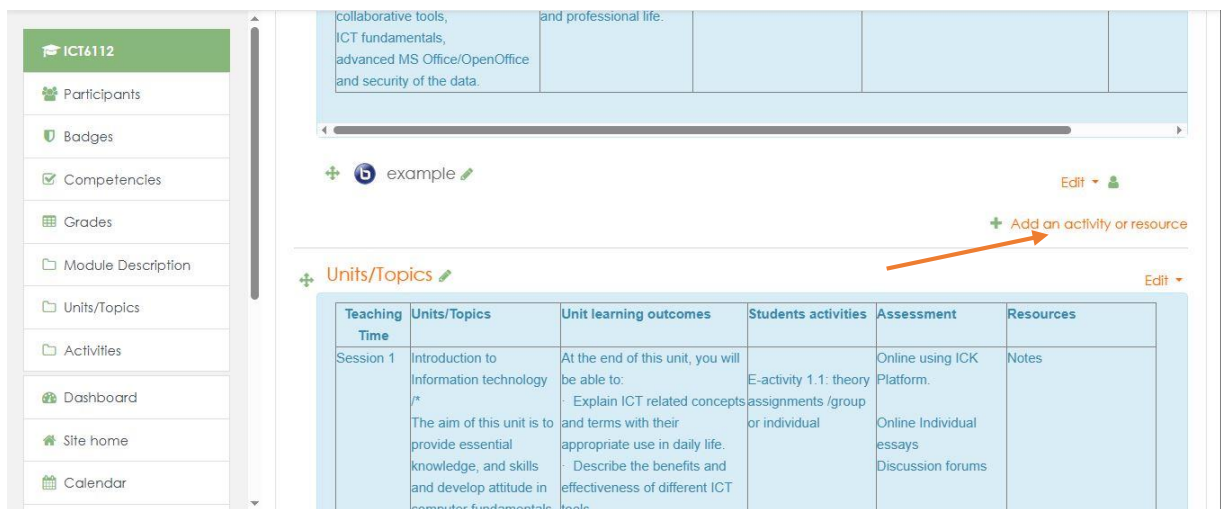 ICT6112
Participants
Badges
Competencies
Grades
Module Description
Units/Topics
Activities
Dashboard
Site home
Calendar
collaborative tools,
ICT fundamentals,
advanced MS Office/OpenOffice
and security of the data.
and professional life.
b example
Edit
Add an activity or resource
Units/Topics
Edit
Teaching Time
Units/Topics
Unit learning outcomes
Students activities
Assessment
Resources
Session 1
Introduction to
Information technology
/*
The aim of this unit is to
provide essential
knowledge, and skills
and develop attitude in
computer fundamentals
At the end of this unit, you will
be able to:
· Explain ICT related concepts
and terms with their
appropriate use in daily life.
· Describe the benefits and
effectiveness of different ICT
tools
E-activity 1.1: theory
assignments /group
or individual
Online using ICK
Platform.
Online Individual
essays
Discussion forums
Notes